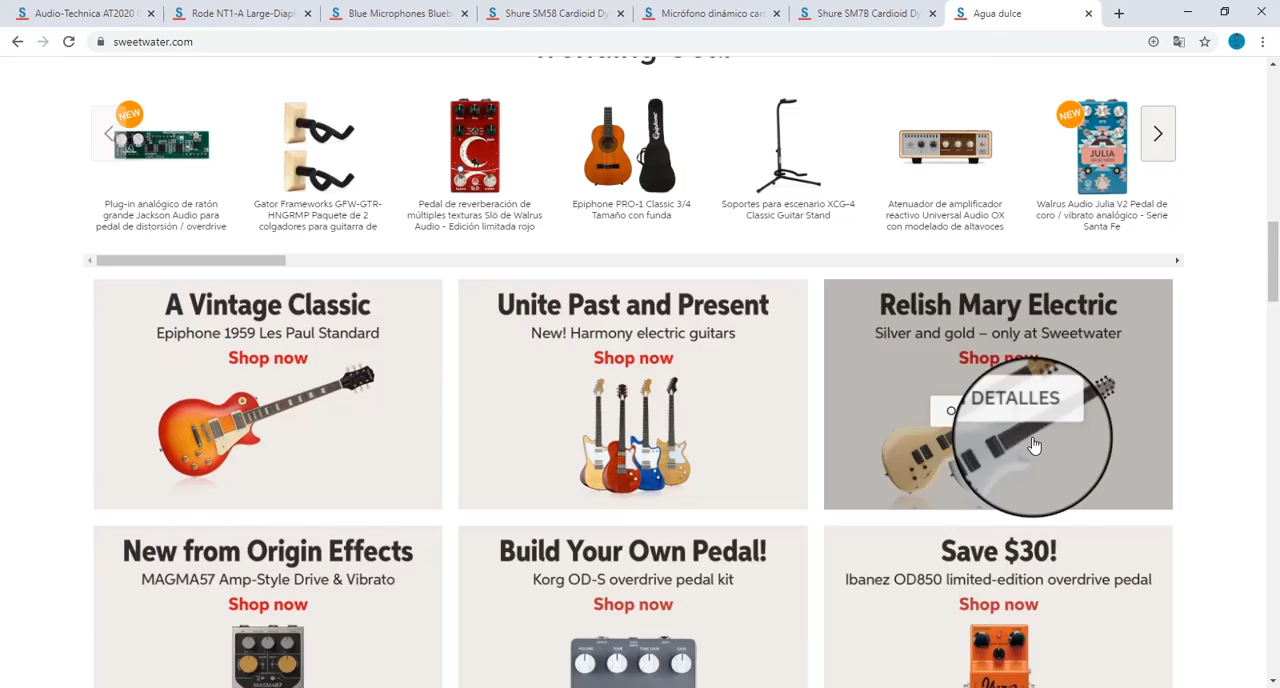 Audio-Technica AT2020
Rode NT1-A Large-Diap
Blue Microphones Blueb
Shure SM58 Cardioid Dy
Micrófono dinámico car
Shure SM7B Cardioid Dy
Agua dulce
sweetwater.com
NEW
NEW
JULIA
Plug-in analógico de ratón
grande Jackson Audio para
pedal de distorsión / overdrive
Gator Frameworks GFW-GTR-
HNGRMP Paquete de 2
colgadores para guitarra de
Pedal de reverberación de
múltiples texturas Slö de Walrus
Audio - Edición limitada rojo
Epiphone PRO-1 Classic 3/4
Tamaño con funda
Soportes para escenario XCG-4
Classic Guitar Stand
Atenuador de amplificador
reactivo Universal Audio OX
con modelado de altavoces
Walrus Audio Julia V2 Pedal de
coro / vibrato analógico - Serie
Santa Fe
A Vintage Classic
Epiphone 1959 Les Paul Standard
Shop now
Unite Past and Present
New! Harmony electric guitars
Shop now
Relish Mary Electric
Silver and gold – only at Sweetwater
Shop now
DETALLES
New from Origin Effects
MAGMA57 Amp-Style Drive & Vibrato
Shop now
Build Your Own Pedal!
Korg OD-S overdrive pedal kit
Shop now
Save $30!
Ibanez OD850 limited-edition overdrive pedal
Shop now
MAGMA57